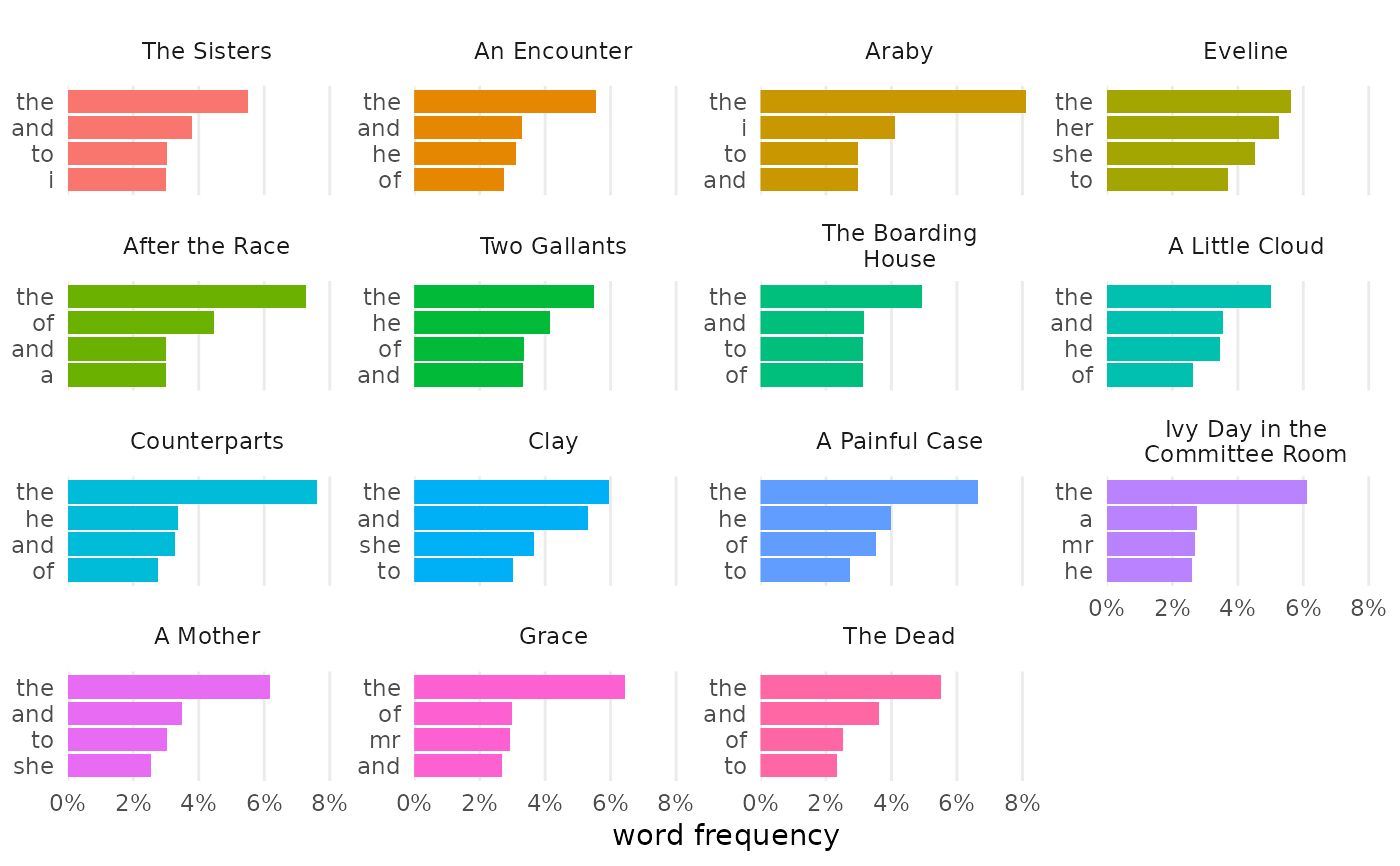 The Sisters
the
and
to
i
An Encounter
the
and
he
of
Araby
the
i
to
and
Eveline
the
her
she
to
After the Race
the
of
and
a
Two Gallants
the
he
of
and
The Boarding
House
the
and
to
of
A Little Cloud
the
and
he
of
Counterparts
the
he
and
of
Clay
the
and
she
to
A Painful Case
the
he
of
to
Ivy Day in the
Committee Room
the
a
mr
he
0% 2% 4% 6% 8%
A Mother
the
and
to
she
0% 2% 4% 6% 8%
Grace
the
of
mr
and
0% 2% 4% 6% 8%
The Dead
the
and
of
to
0% 2% 4% 6% 8%
word frequency